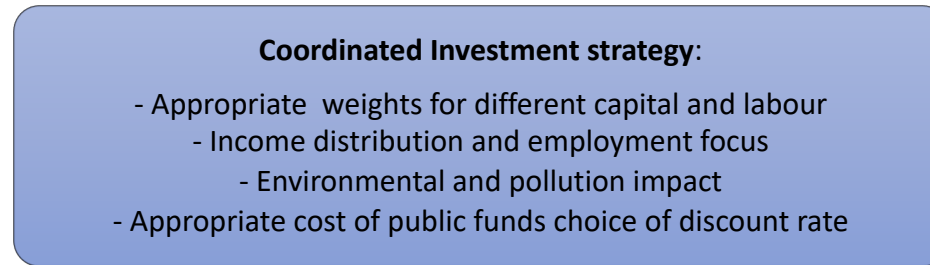 Coordinated Investment strategy:
- Appropriate  weights for different capital and labour
- Income distribution and employment focus
- Environmental and pollution impact
- Appropriate cost of public funds choice of discount rate